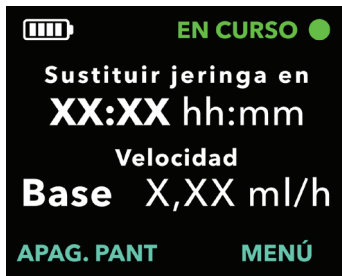 EN CURSO
Sustituir jeringa en
XX:XX hh:mm
Velocidad
Base X,XX ml/h
APAG. PANT MENÚ